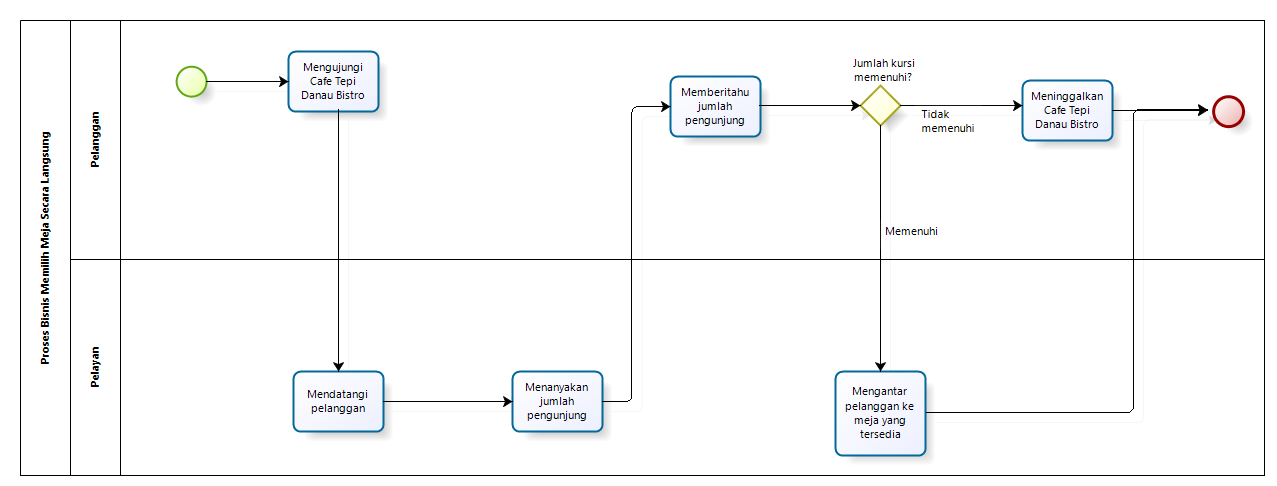 Proses Bisnis Memilih Meja Secara Langsung
Pelanggan
Mengujungi
Cafe Tepi
Danau Bistro
Memberitahu
jumlah
pengunjung
Jumlah kursi
memenuhi?
Tidak
memenuhi
Meninggalkan
Cafe Tepi
Danau Bistro
Memenuhi
Pelayan
Mendatangi
pelanggan
Menanyakan
jumlah
pengunjung
Mengantar
pelanggan ke
meja yang
tersedia